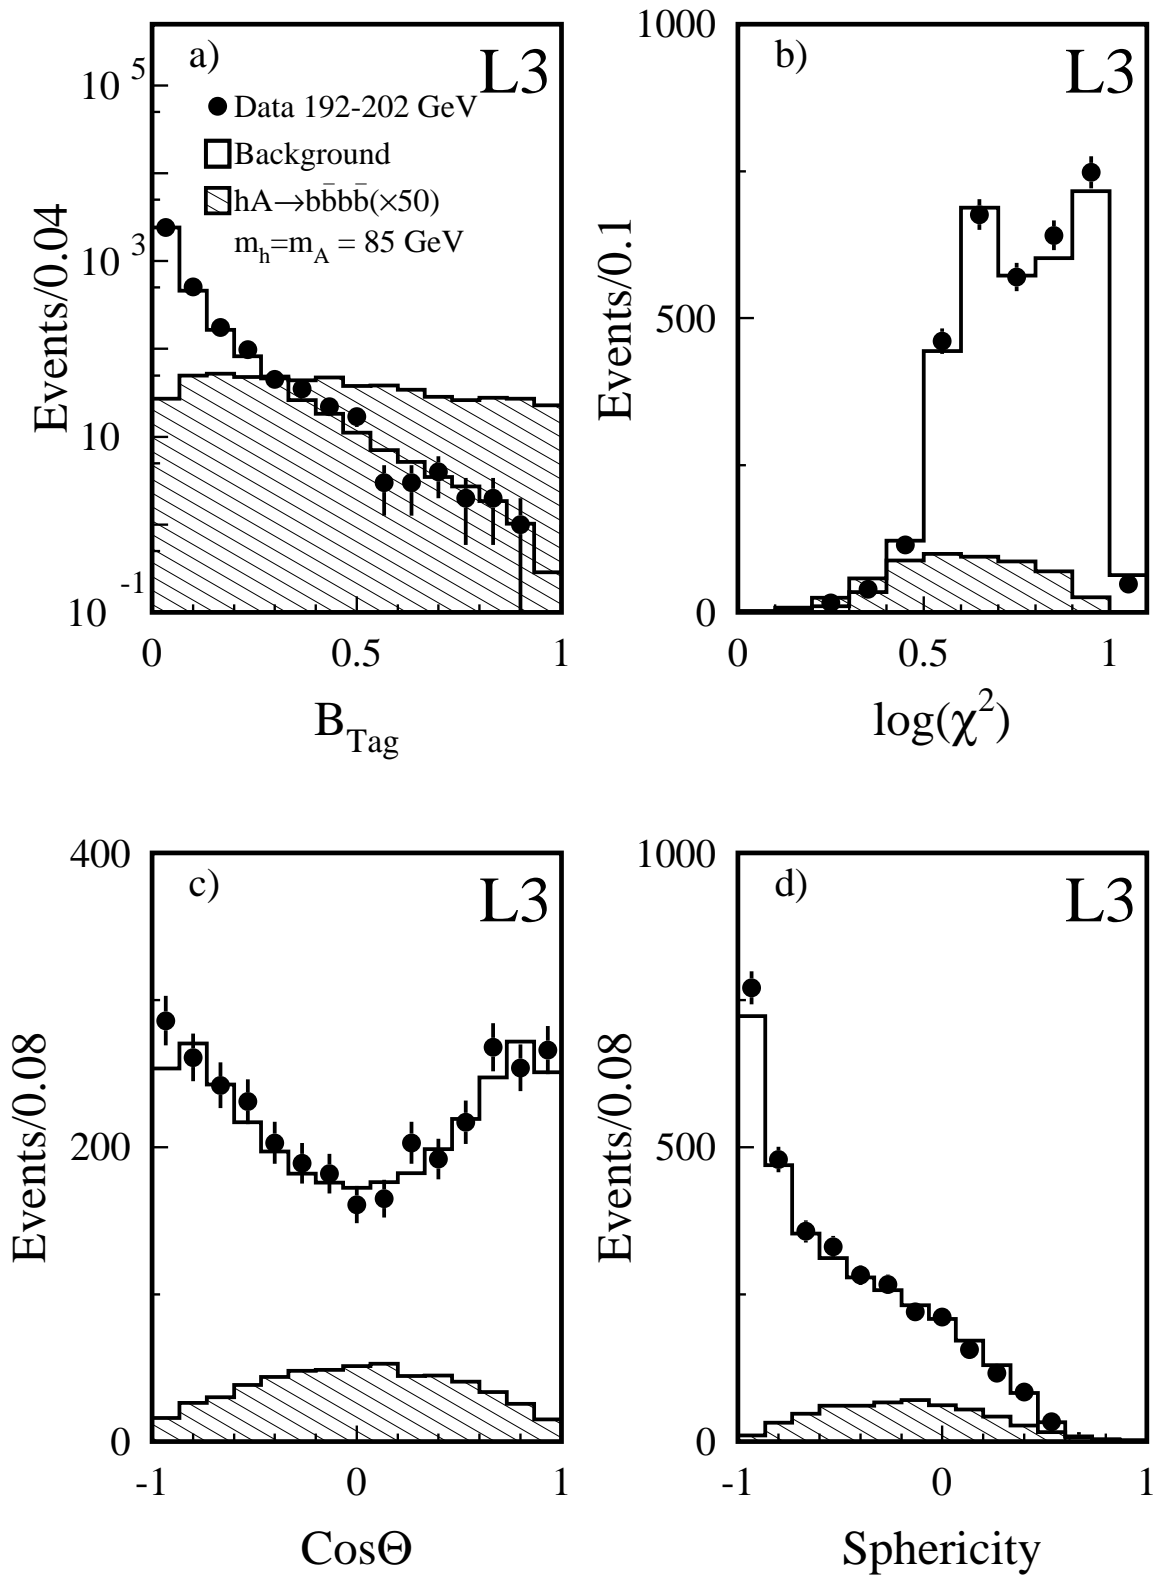 a)
L3
Data 192-202 GeV
Background
hA→bb̄bb̄(×50)
m_h=m_A = 85 GeV
10^5
10^3
10
10^-1
Events/0.04
0 0.5 1
B_Tag
b)
L3
1000
500
0
Events/0.1
0 0.5 1
log(χ^2)
c)
L3
400
200
0
Events/0.08
-1 0 1
CosΘ
d)
L3
1000
500
0
Events/0.08
-1 0 1
Sphericity